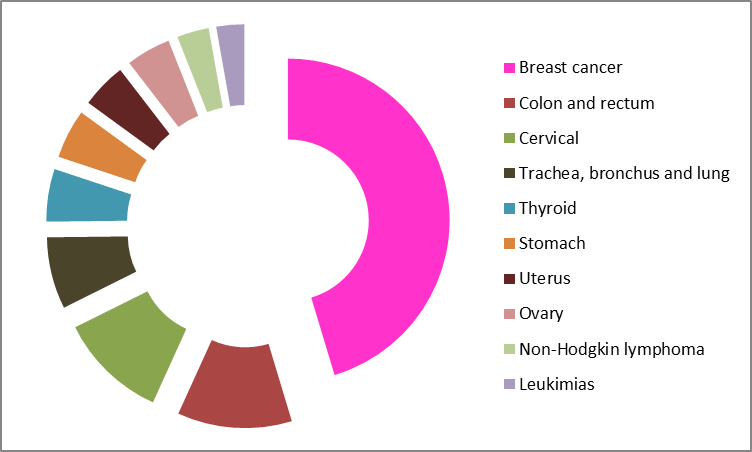 Breast cancer
Colon and rectum
Cervical
Trachea, bronchus and lung
Thyroid
Stomach
Uterus
Ovary
Non-Hodgkin lymphoma
Leukimias